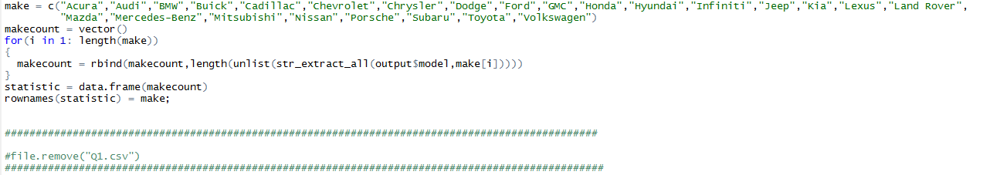 make = c("Acura","Audi","BMW","Buick","Cadillac","Chevrolet","Chrysler","Dodge","Ford","GMC","Honda","Hyundai","Infiniti","Jeep","Kia","Lexus","Land Rover",
         "Mazda","Mercedes-Benz","Mitsubishi","Nissan","Porsche","Subaru","Toyota","Volkswagen")
makecount = vector()
for(i in 1: length(make))
{
  makecount = rbind(makecount,length(unlist(str_extract_all(output$model,make[i]))))
}
statistic = data.frame(makecount)
rownames(statistic) = make;
################################################################################################
#file.remove("Q1.csv")
#################################################################################################